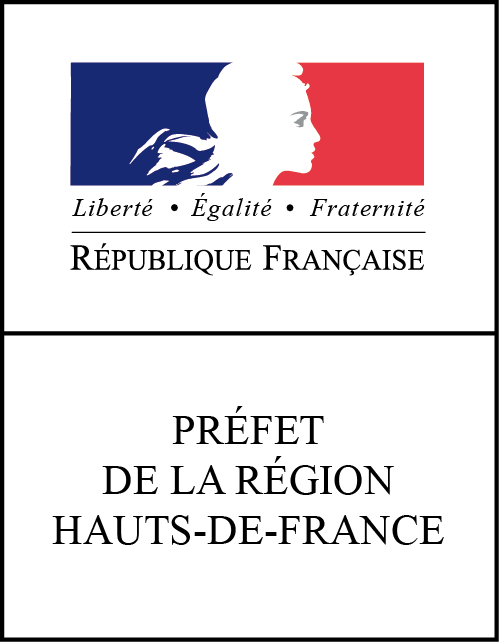 Liberté • Égalité • Fraternité
RÉPUBLIQUE FRANÇAISE
PRÉFET
DE LA RÉGION
HAUTS-DE-FRANCE